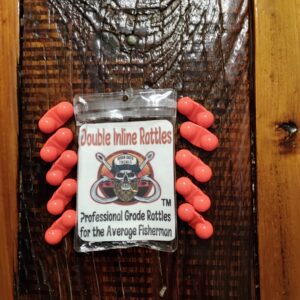 Double Inline Rattles
TM
Professional Grade Rattles
for the Average Fisherman